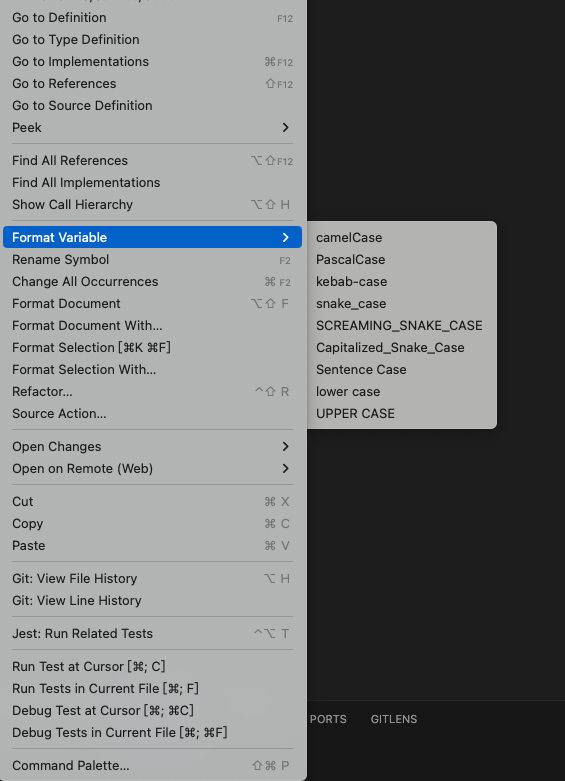 Go to Definition F12
Go to Type Definition
Go to Implementations ⌘F12
Go to References ⇧F12
Go to Source Definition
Peek
Find All References ⌥⇧F12
Find All Implementations
Show Call Hierarchy ⌥⇧ H
Format Variable
camelCase
PascalCase
kebab-case
snake_case
SCREAMING_SNAKE_CASE
Capitalized_Snake_Case
Sentence Case
lower case
UPPER CASE
Rename Symbol F2
Change All Occurrences ⌘ F2
Format Document ⌥⇧ F
Format Document With...
Format Selection [⌘K ⌘F]
Format Selection With...
Refactor... ^⇧ R
Source Action...
Open Changes
Open on Remote (Web)
Cut ⌘ X
Copy ⌘ C
Paste ⌘ V
Git: View File History ⌥ H
Git: View Line History
Jest: Run Related Tests ^⌥ T
Run Test at Cursor [⌘; C]
Run Tests in Current File [⌘; F]
Debug Test at Cursor [⌘; ⌘C]
Debug Tests in Current File [⌘; ⌘F]
Command Palette... ⇧⌘ P
PORTS GITLENS